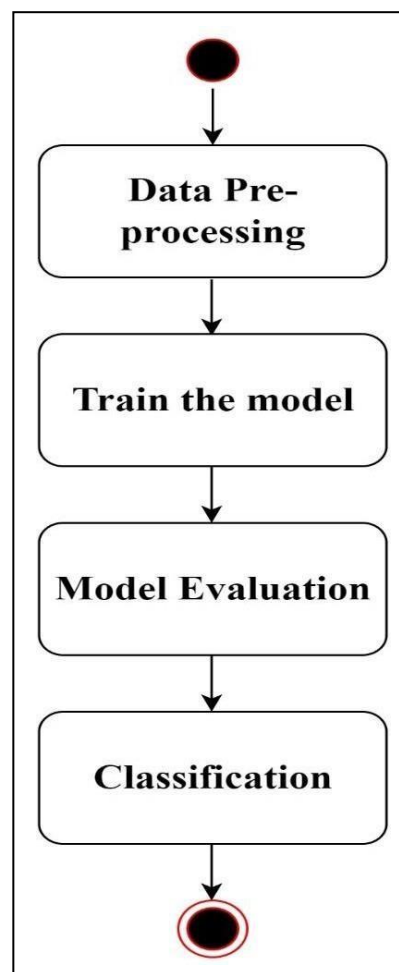 Data Pre-
processing
Train the model
Model Evaluation
Classification